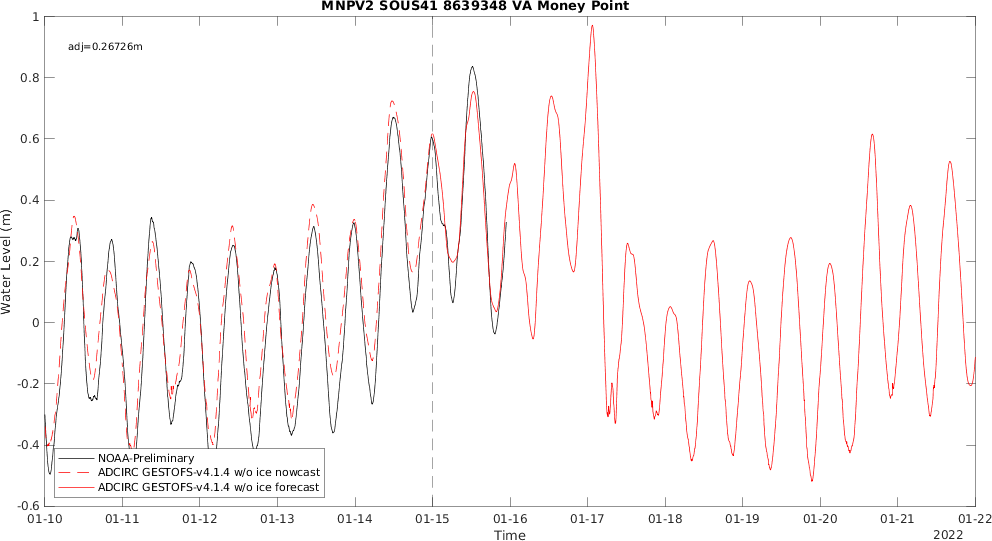 MNPV2 SOUS41 8639348 VA Money Point
adj=0.26726m
Water Level (m)
1
0.8
0.6
0.4
0.2
0
-0.2
-0.4
-0.6
NOAA-Preliminary
ADCIRC GESTOFS-v4.1.4 w/o ice nowcast
ADCIRC GESTOFS-v4.1.4 w/o ice forecast
01-10 01-11 01-12 01-13 01-14 01-15 01-16 01-17 01-18 01-19 01-20 01-21 01-22
Time
2022